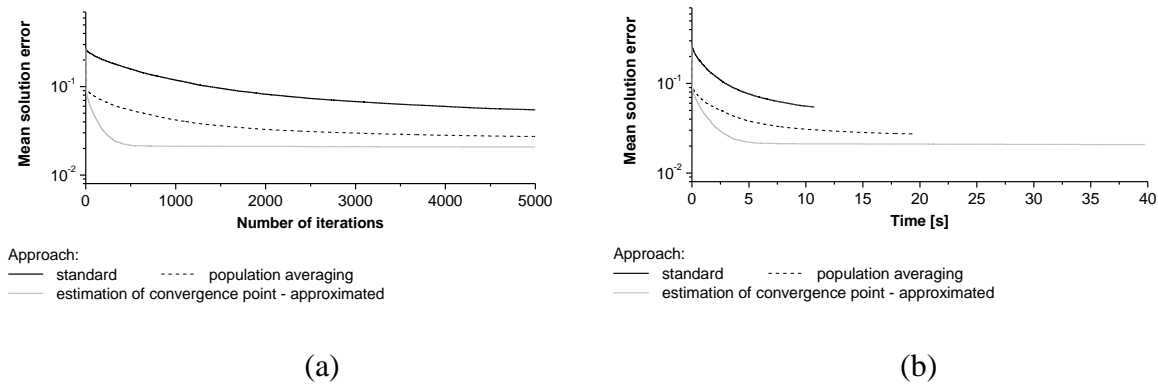 Mean solution error
10⁻¹
10⁻²
0 1000 2000 3000 4000 5000
Number of iterations
Approach:
standard population averaging
estimation of convergence point - approximated
(a)
Mean solution error
10⁻¹
10⁻²
0 5 10 15 20 25 30 35 40
Time [s]
Approach:
standard population averaging
estimation of convergence point - approximated
(b)